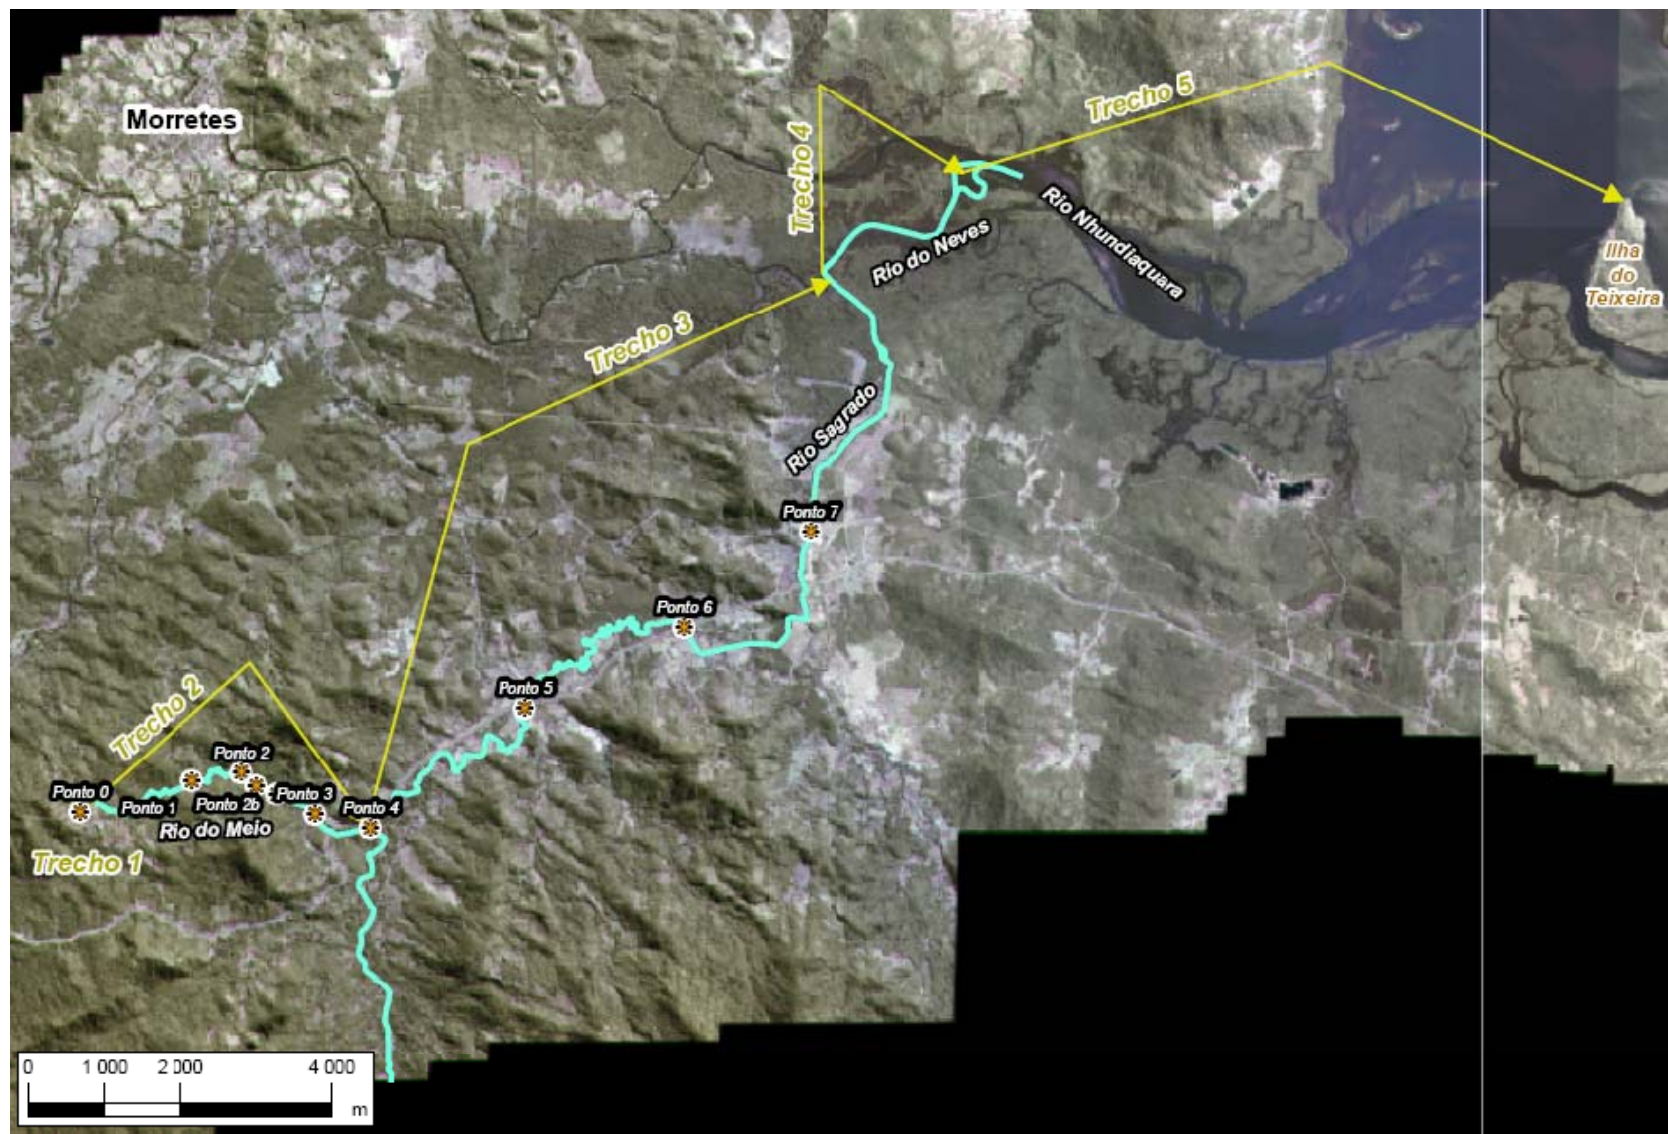 Morretes
Trecho 5
Trecho 4
Rio Nhundiaquara
Rio do Neves
Ilha
do
Teixeira
Trecho 3
Rio Sagrado
Ponto 7
Ponto 6
Ponto 5
Trecho 2
Ponto 2
Ponto 0
Ponto 1
Ponto 2b
Ponto 3
Ponto 4
Rio do Meio
Trecho 1
0 1 000 2 000 4 000
m